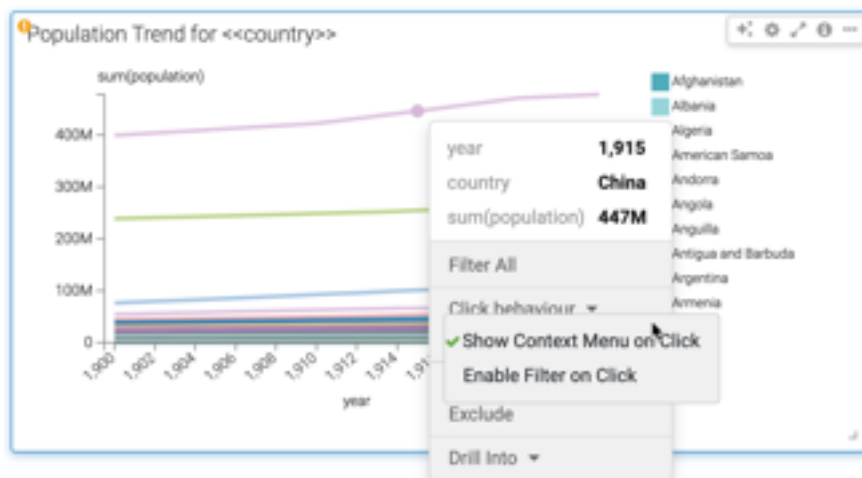 Population Trend for <<country>>
sum(population)
400M
300M
200M
100M
0
1,900
1,902
1,904
1,906
1,908
1,910
1,912
1,914
year
Afghanistan
Albania
Algeria
American Samoa
Andorra
Angola
Anguilla
Antigua and Barbuda
Argentina
Armenia
year 1,915
country China
sum(population) 447M
Filter All
Click behaviour
Show Context Menu on Click
Enable Filter on Click
Exclude
Drill Into